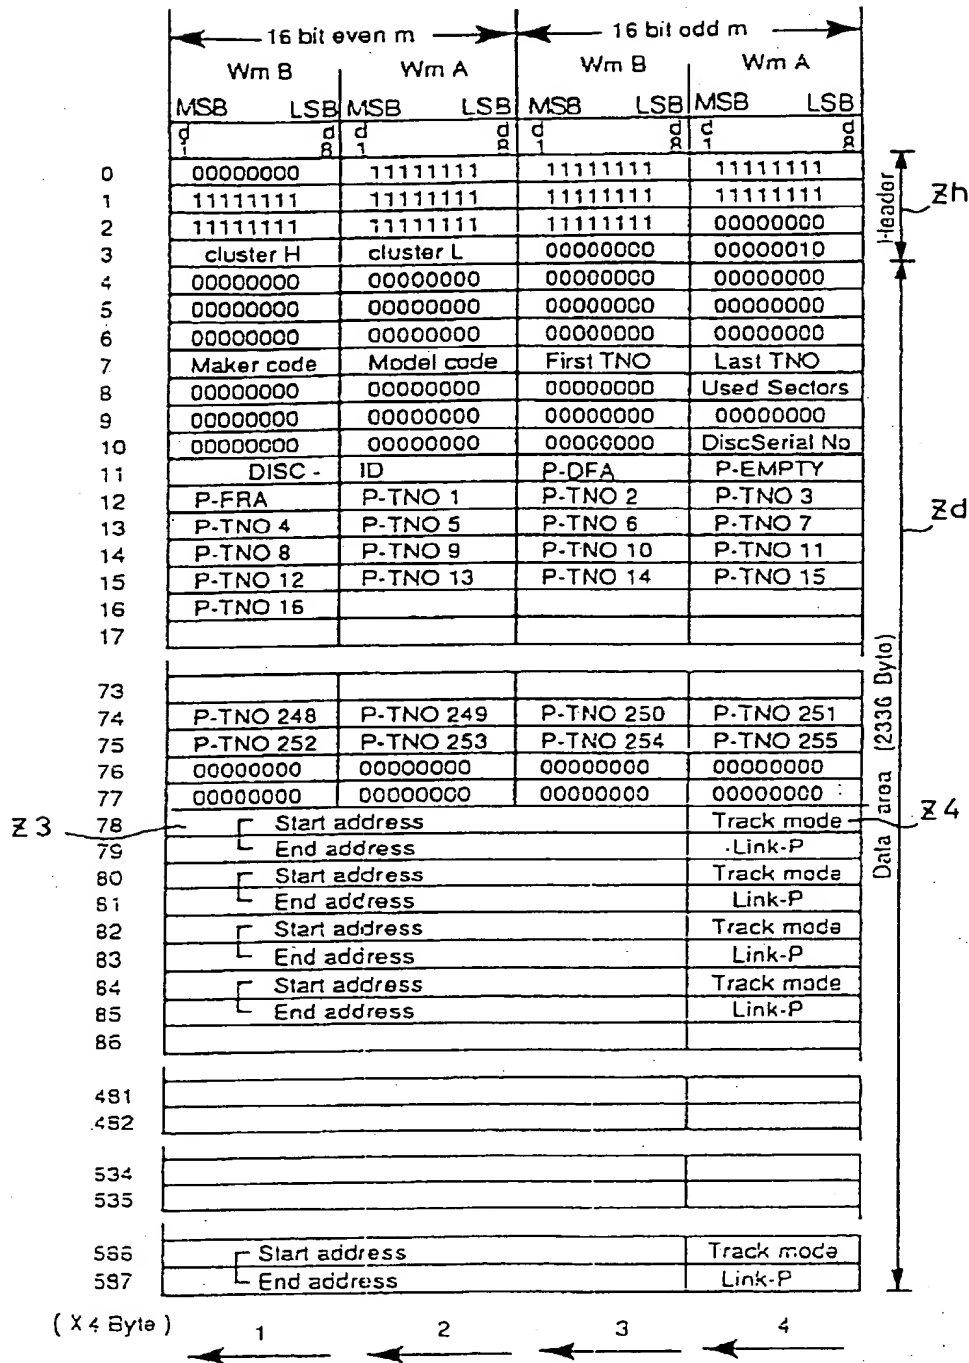 16 bit even m 16 bit odd m
Wm B Wm A Wm B Wm A
MSB LSB MSB LSB MSB LSB MSB LSB
d1 d8 d1 d8 d1 d8 d1 d8
0 00000000 11111111 11111111 11111111
1 11111111 11111111 11111111 11111111
2 11111111 11111111 11111111 00000000
3 cluster H cluster L 00000000 00000010
Header
Zh
4 00000000 00000000 00000000 00000000
5 00000000 00000000 00000000 00000000
6 00000000 00000000 00000000 00000000
7 Maker code Model code First TNO Last TNO
8 00000000 00000000 00000000 Used Sectors
9 00000000 00000000 00000000 00000000
10 00000000 00000000 00000000 DiscSerial No
11 DISC - ID P-DFA P-EMPTY
12 P-FRA P-TNO 1 P-TNO 2 P-TNO 3
Zd
13 P-TNO 4 P-TNO 5 P-TNO 6 P-TNO 7
14 P-TNO 8 P-TNO 9 P-TNO 10 P-TNO 11
15 P-TNO 12 P-TNO 13 P-TNO 14 P-TNO 15
16 P-TNO 16
17
73
74 P-TNO 248 P-TNO 249 P-TNO 250 P-TNO 251
75 P-TNO 252 P-TNO 253 P-TNO 254 P-TNO 255
76 00000000 00000000 00000000 00000000
77 00000000 00000000 00000000 00000000
Data area (2336 Byte)
Z3 78 Start address Track mode Z4
79 End address Link-P
80 Start address Track mode
81 End address Link-P
82 Start address Track mode
83 End address Link-P
84 Start address Track mode
85 End address Link-P
86
481
482
534
535
586 Start address Track mode
587 End address Link-P
(X4 Byte) 1 2 3 4